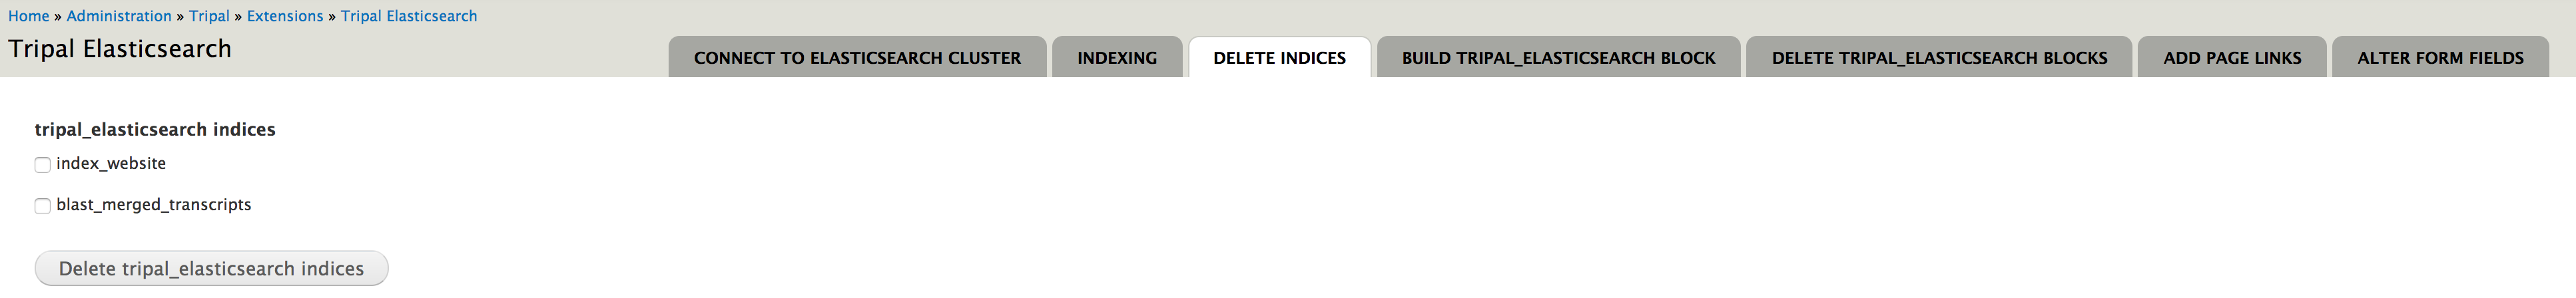 Home » Administration » Tripal » Extensions » Tripal Elasticsearch
Tripal Elasticsearch
CONNECT TO ELASTICSEARCH CLUSTER INDEXING DELETE INDICES BUILD TRIPAL_ELASTICSEARCH BLOCK DELETE TRIPAL_ELASTICSEARCH BLOCKS ADD PAGE LINKS ALTER FORM FIELDS
tripal_elasticsearch indices
index_website
blast_merged_transcripts
Delete tripal_elasticsearch indices